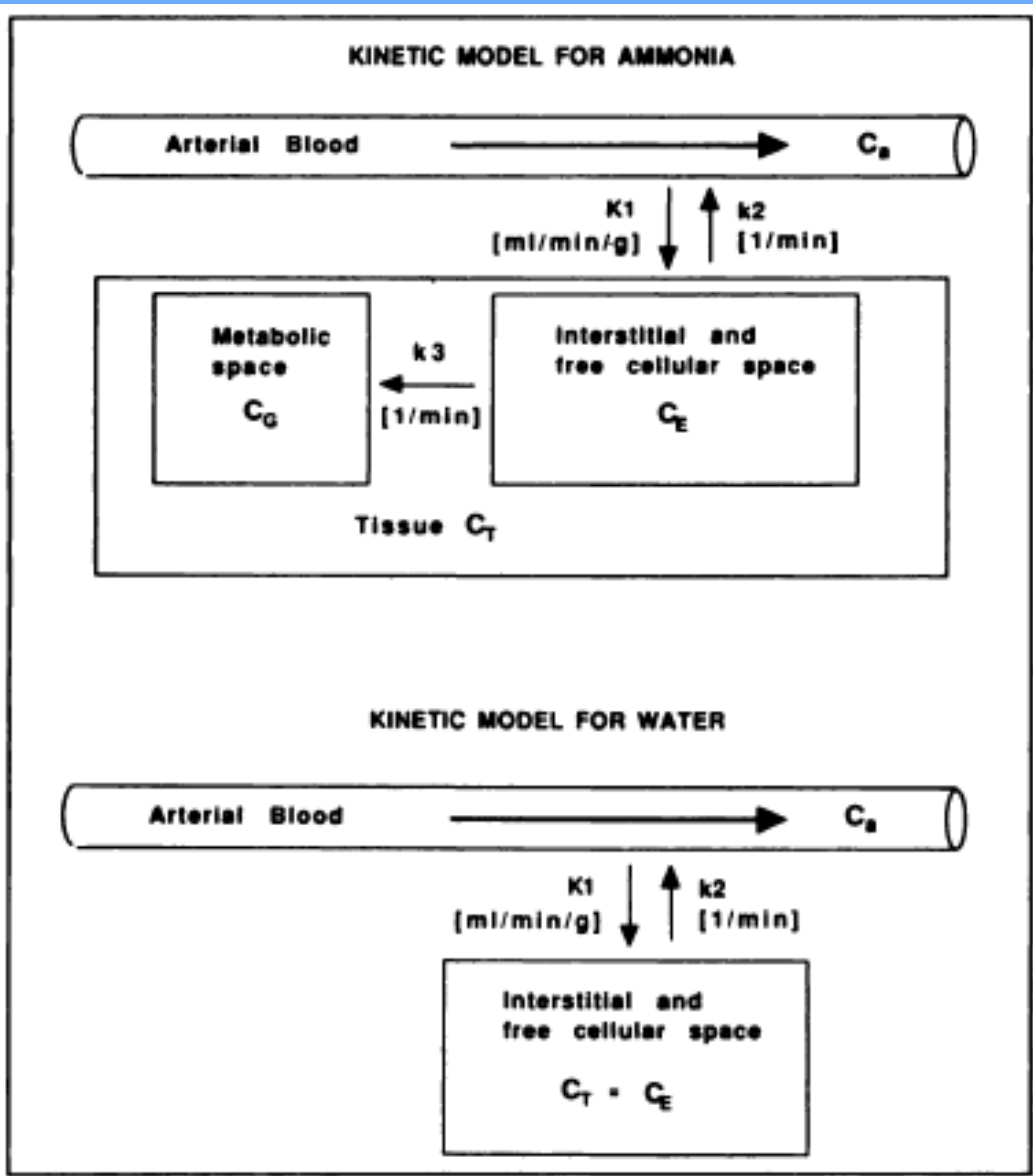 KINETIC MODEL FOR AMMONIA
Arterial Blood
Ca
K1
[ml/min/g]
k2
[1/min]
Metabolic
space
CG
k3
[1/min]
Interstitial and
free cellular space
CE
Tissue CT
KINETIC MODEL FOR WATER
Arterial Blood
Ca
K1
[ml/min/g]
k2
[1/min]
Interstitial and
free cellular space
CT = CE